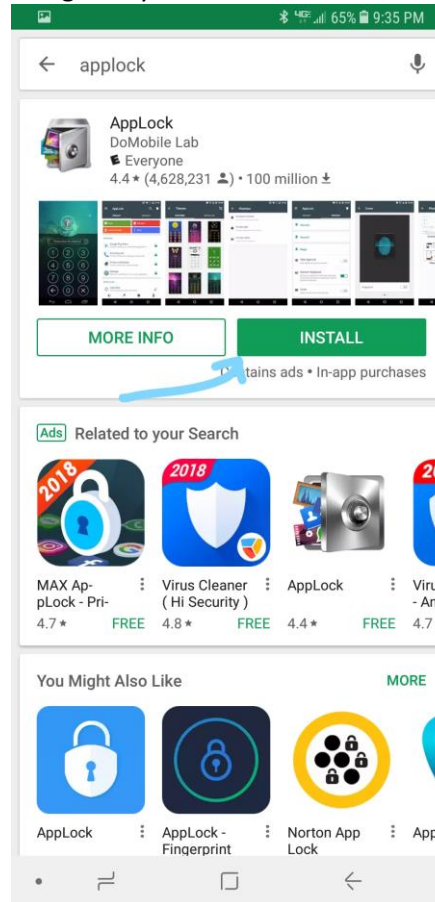 4G LTE 65% 9:35 PM
applock
AppLock
DoMobile Lab
E Everyone
4.4★ (4,628,231) • 100 million
MORE INFO
INSTALL
tains ads • In-app purchases
Ads Related to your Search
2018
2018
MAX Ap-
pLock - Pri-
4.7★ FREE
Virus Cleaner
( Hi Security )
4.8★ FREE
AppLock
4.4★ FREE
Viru
- An
4.7
You Might Also Like MORE
AppLock
AppLock -
Fingerprint
Norton App
Lock
App